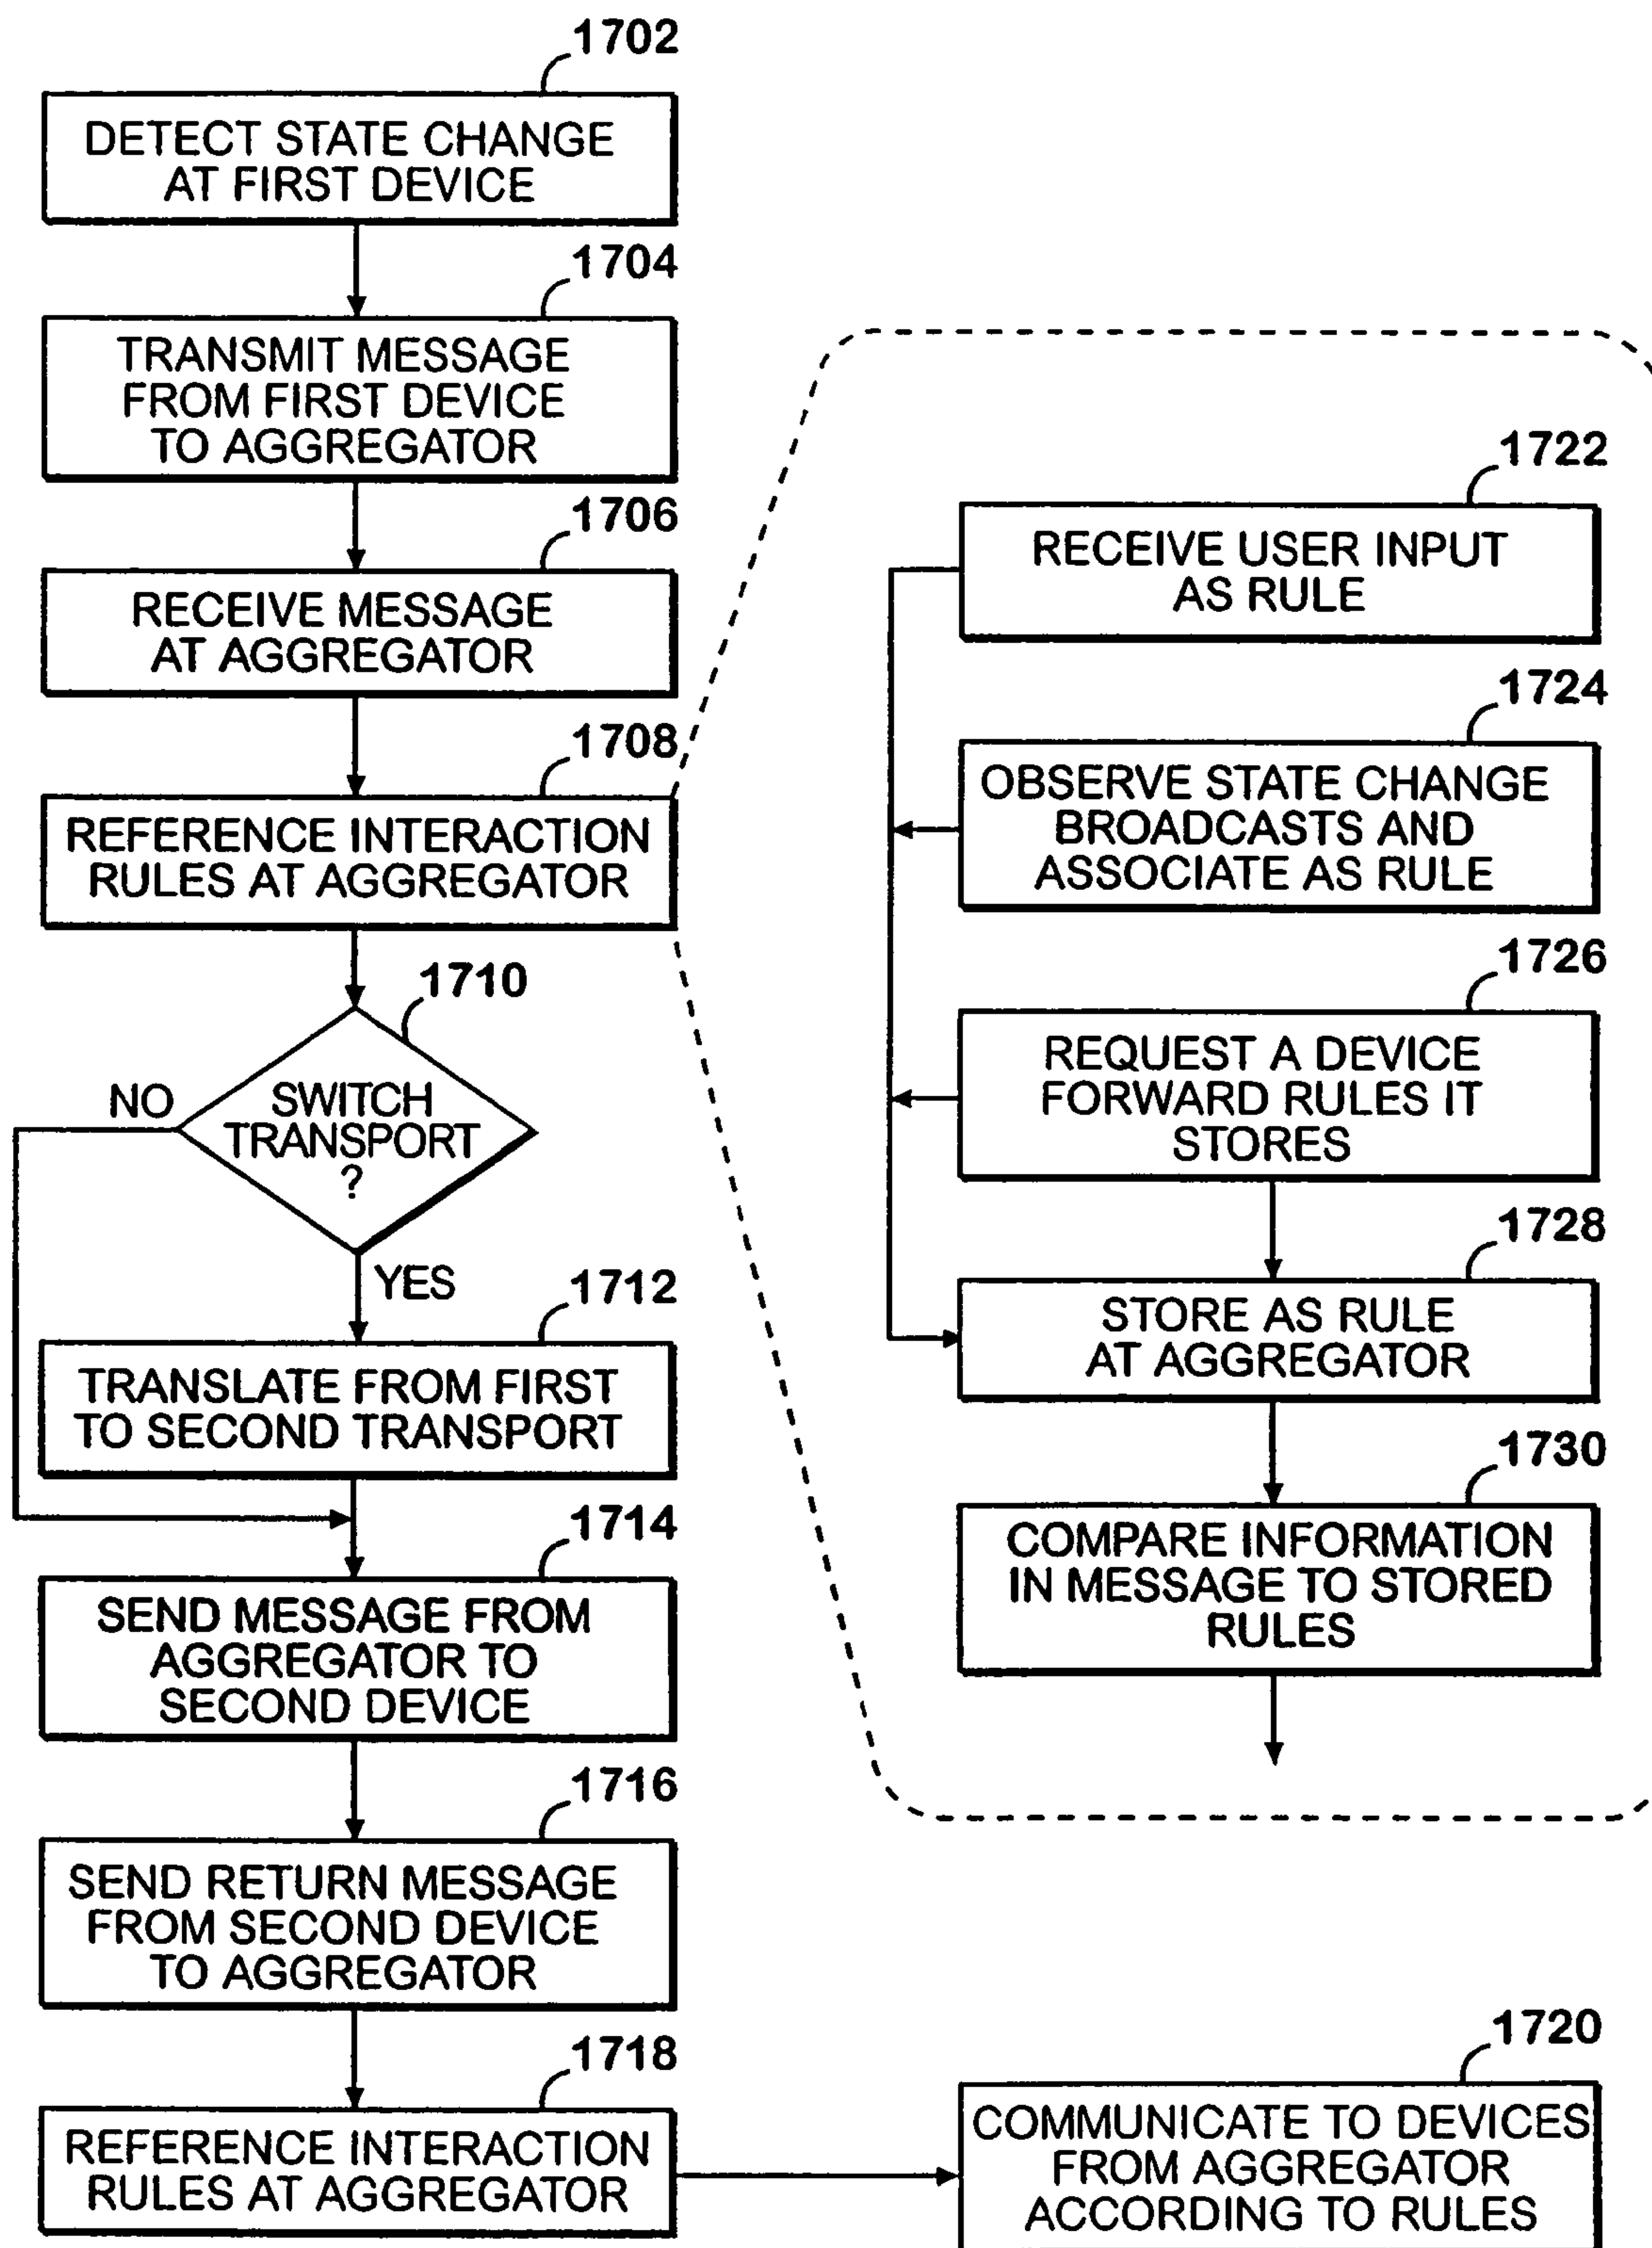 1702
DETECT STATE CHANGE
AT FIRST DEVICE
1704
TRANSMIT MESSAGE
FROM FIRST DEVICE
TO AGGREGATOR
1706
RECEIVE MESSAGE
AT AGGREGATOR
1708
REFERENCE INTERACTION
RULES AT AGGREGATOR
1710
NO
SWITCH
TRANSPORT
?
YES
1712
TRANSLATE FROM FIRST
TO SECOND TRANSPORT
1714
SEND MESSAGE FROM
AGGREGATOR TO
SECOND DEVICE
1716
SEND RETURN MESSAGE
FROM SECOND DEVICE
TO AGGREGATOR
1718
REFERENCE INTERACTION
RULES AT AGGREGATOR
1720
COMMUNICATE TO DEVICES
FROM AGGREGATOR
ACCORDING TO RULES
1722
RECEIVE USER INPUT
AS RULE
1724
OBSERVE STATE CHANGE
BROADCASTS AND
ASSOCIATE AS RULE
1726
REQUEST A DEVICE
FORWARD RULES IT
STORES
1728
STORE AS RULE
AT AGGREGATOR
1730
COMPARE INFORMATION
IN MESSAGE TO STORED
RULES